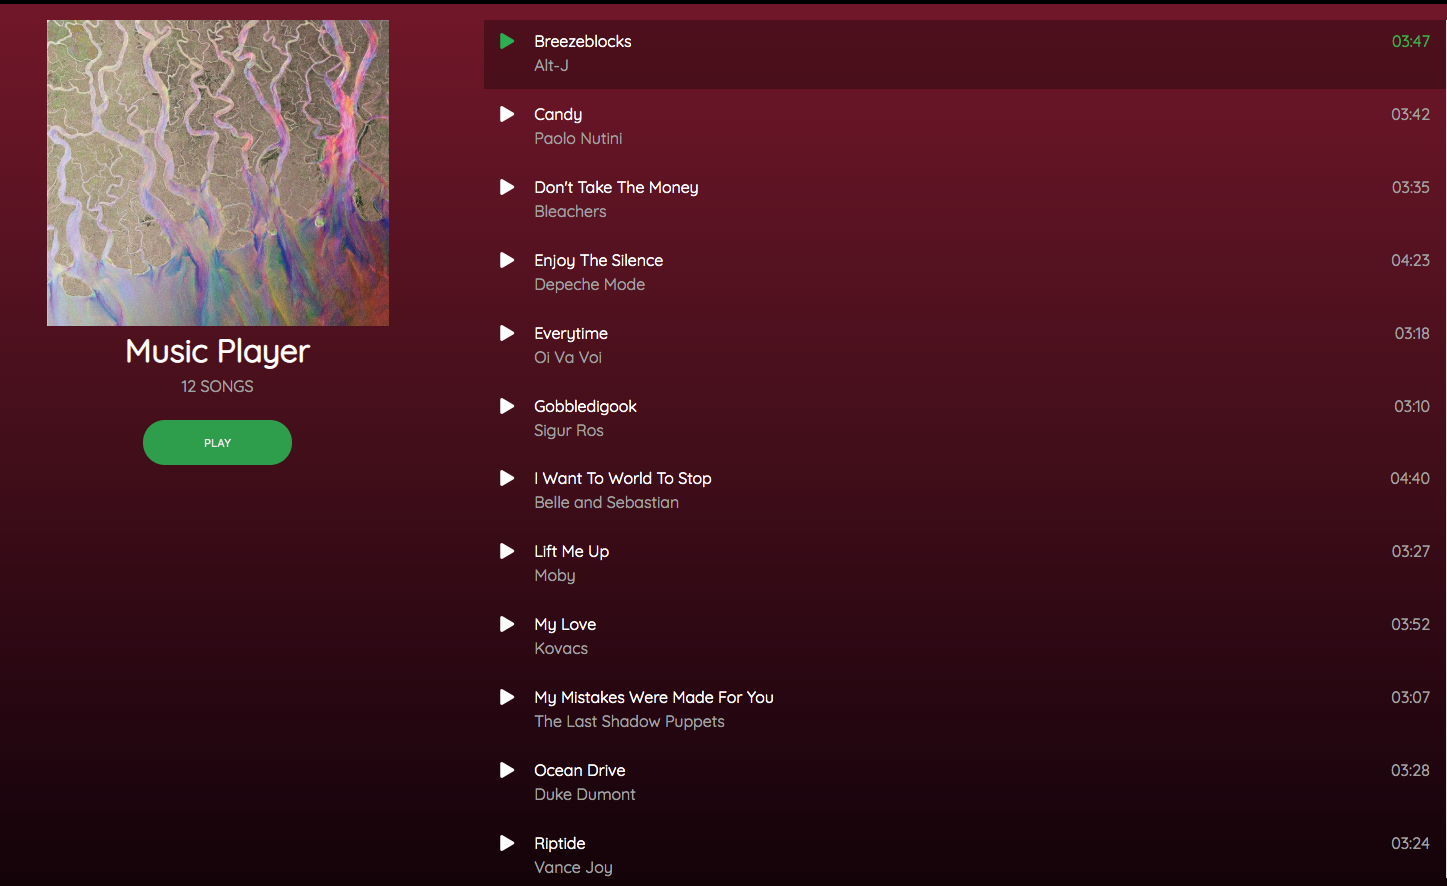 Music Player
12 SONGS
PLAY
Breezeblocks 03:47
Alt-J
Candy 03:42
Paolo Nutini
Don't Take The Money 03:35
Bleachers
Enjoy The Silence 04:23
Depeche Mode
Everytime 03:18
Oi Va Voi
Gobbledigook 03:10
Sigur Ros
I Want To World To Stop 04:40
Belle and Sebastian
Lift Me Up 03:27
Moby
My Love 03:52
Kovacs
My Mistakes Were Made For You 03:07
The Last Shadow Puppets
Ocean Drive 03:28
Duke Dumont
Riptide 03:24
Vance Joy